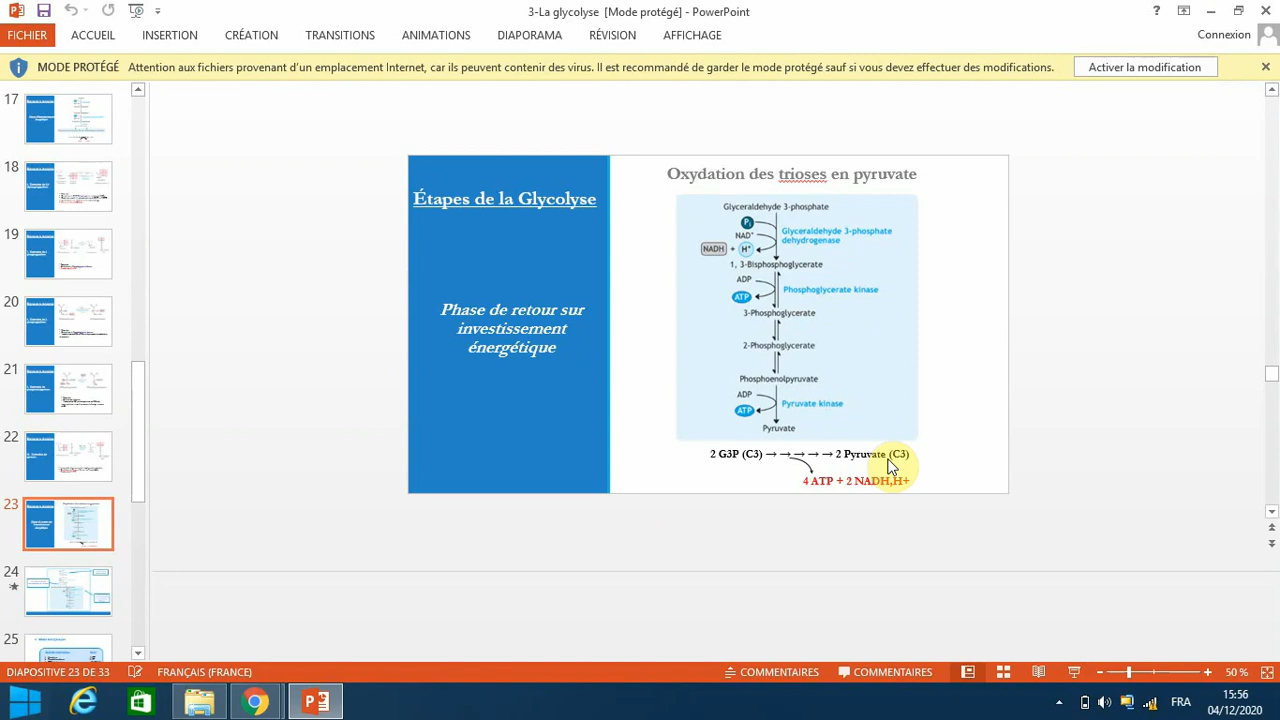 3-La glycolyse [Mode protégé] - PowerPoint
FICHIER ACCUEIL INSERTION CRÉATION TRANSITIONS ANIMATIONS DIAPORAMA RÉVISION AFFICHAGE Connexion
MODE PROTÉGÉ Attention aux fichiers provenant d'un emplacement Internet, car ils peuvent contenir des virus. Il est recommandé de garder le mode protégé sauf si vous devez effectuer des modifications. Activer la modification
17
18
19
20
21
22
23
24
25
Étapes de la Glycolyse
Phase de retour sur
investissement
énergétique
Oxydation des trioses en pyruvate
Glyceraldehyde 3-phosphate
Pi
NAD+
Glyceraldehyde 3-phosphate
dehydrogenase
NADH + H+
1, 3-Bisphosphoglycerate
ADP
Phosphoglycerate kinase
ATP
3-Phosphoglycerate
2-Phosphoglycerate
Phosphoenolpyruvate
ADP
Pyruvate kinase
ATP
Pyruvate
2 G3P (C3) → → → → → 2 Pyruvate (C3)
4 ATP + 2 NADH,H+
DIAPOSITIVE 23 DE 33 FRANÇAIS (FRANCE) COMMENTAIRES COMMENTAIRES 50 %
FRA 15:56
04/12/2020